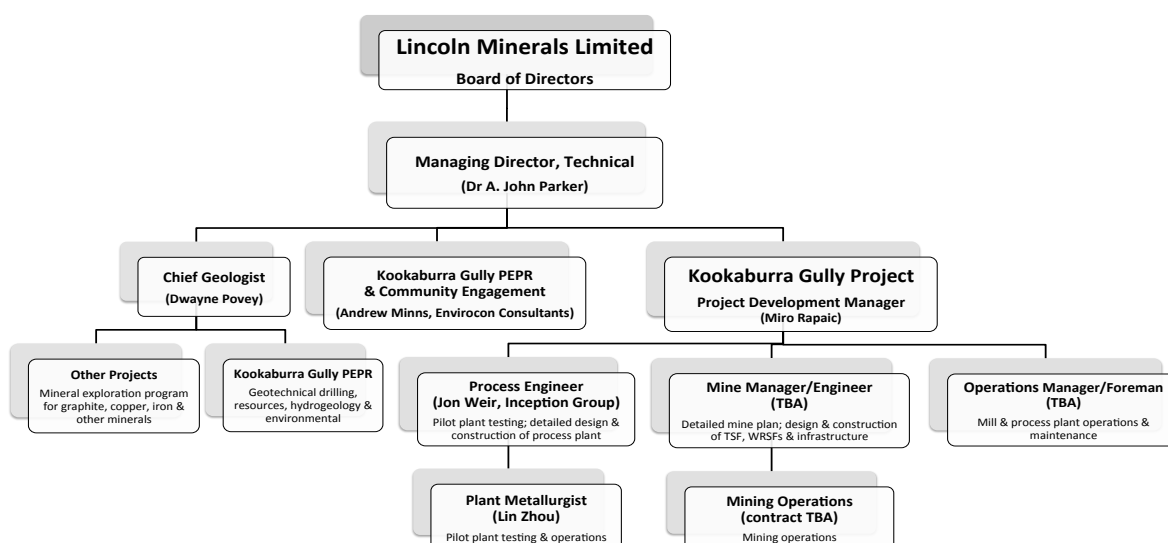 Lincoln Minerals Limited
Board of Directors
Managing Director, Technical
(Dr A. John Parker)
Chief Geologist
(Dwayne Povey)
Kookaburra Gully PEPR
& Community Engagement
(Andrew Minns, Envirocon Consultants)
Kookaburra Gully Project
Project Development Manager
(Miro Rapaic)
Other Projects
Mineral exploration program
for graphite, copper, iron &
other minerals
Kookaburra Gully PEPR
Geotechnical drilling,
resources, hydrogeology &
environmental
Process Engineer
(Jon Weir, Inception Group)
Pilot plant testing; detailed design &
construction of process plant
Mine Manager/Engineer
(TBA)
Detailed mine plan; design & construction
of TSF, WRSFs & infrastructure
Operations Manager/Foreman
(TBA)
Mill & process plant operations &
maintenance
Plant Metallurgist
(Lin Zhou)
Pilot plant testing & operations
Mining Operations
(contract TBA)
Mining operations